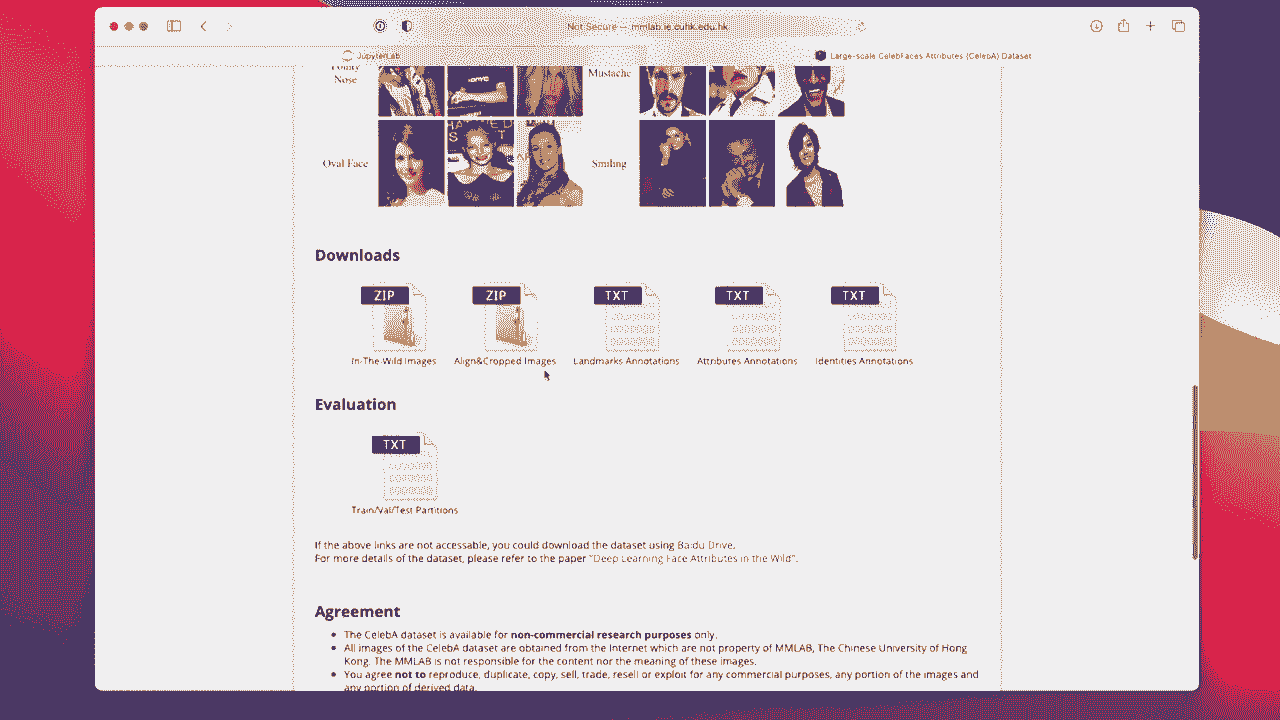 Not Secure — mmlab.ie.cuhk.edu.hk
JupyterLab
Large-scale CelebFaces Attributes (CelebA) Dataset
Pointy
Nose
Mustache
Oval Face
Smiling
Downloads
ZIP ZIP TXT TXT TXT
In-The-Wild Images Align&Cropped Images Landmarks Annotations Attributes Annotations Identities Annotations
Evaluation
TXT
Train/Val/Test Partitions
If the above links are not accessable, you could download the dataset using Baidu Drive.
For more details of the dataset, please refer to the paper "Deep Learning Face Attributes in the Wild".
Agreement
The CelebA dataset is available for non-commercial research purposes only.
All images of the CelebA dataset are obtained from the Internet which are not property of MMLAB, The Chinese University of Hong
Kong. The MMLAB is not responsible for the content nor the meaning of these images.
You agree not to reproduce, duplicate, copy, sell, trade, resell or exploit for any commercial purposes, any portion of the images and
any portion of derived data.